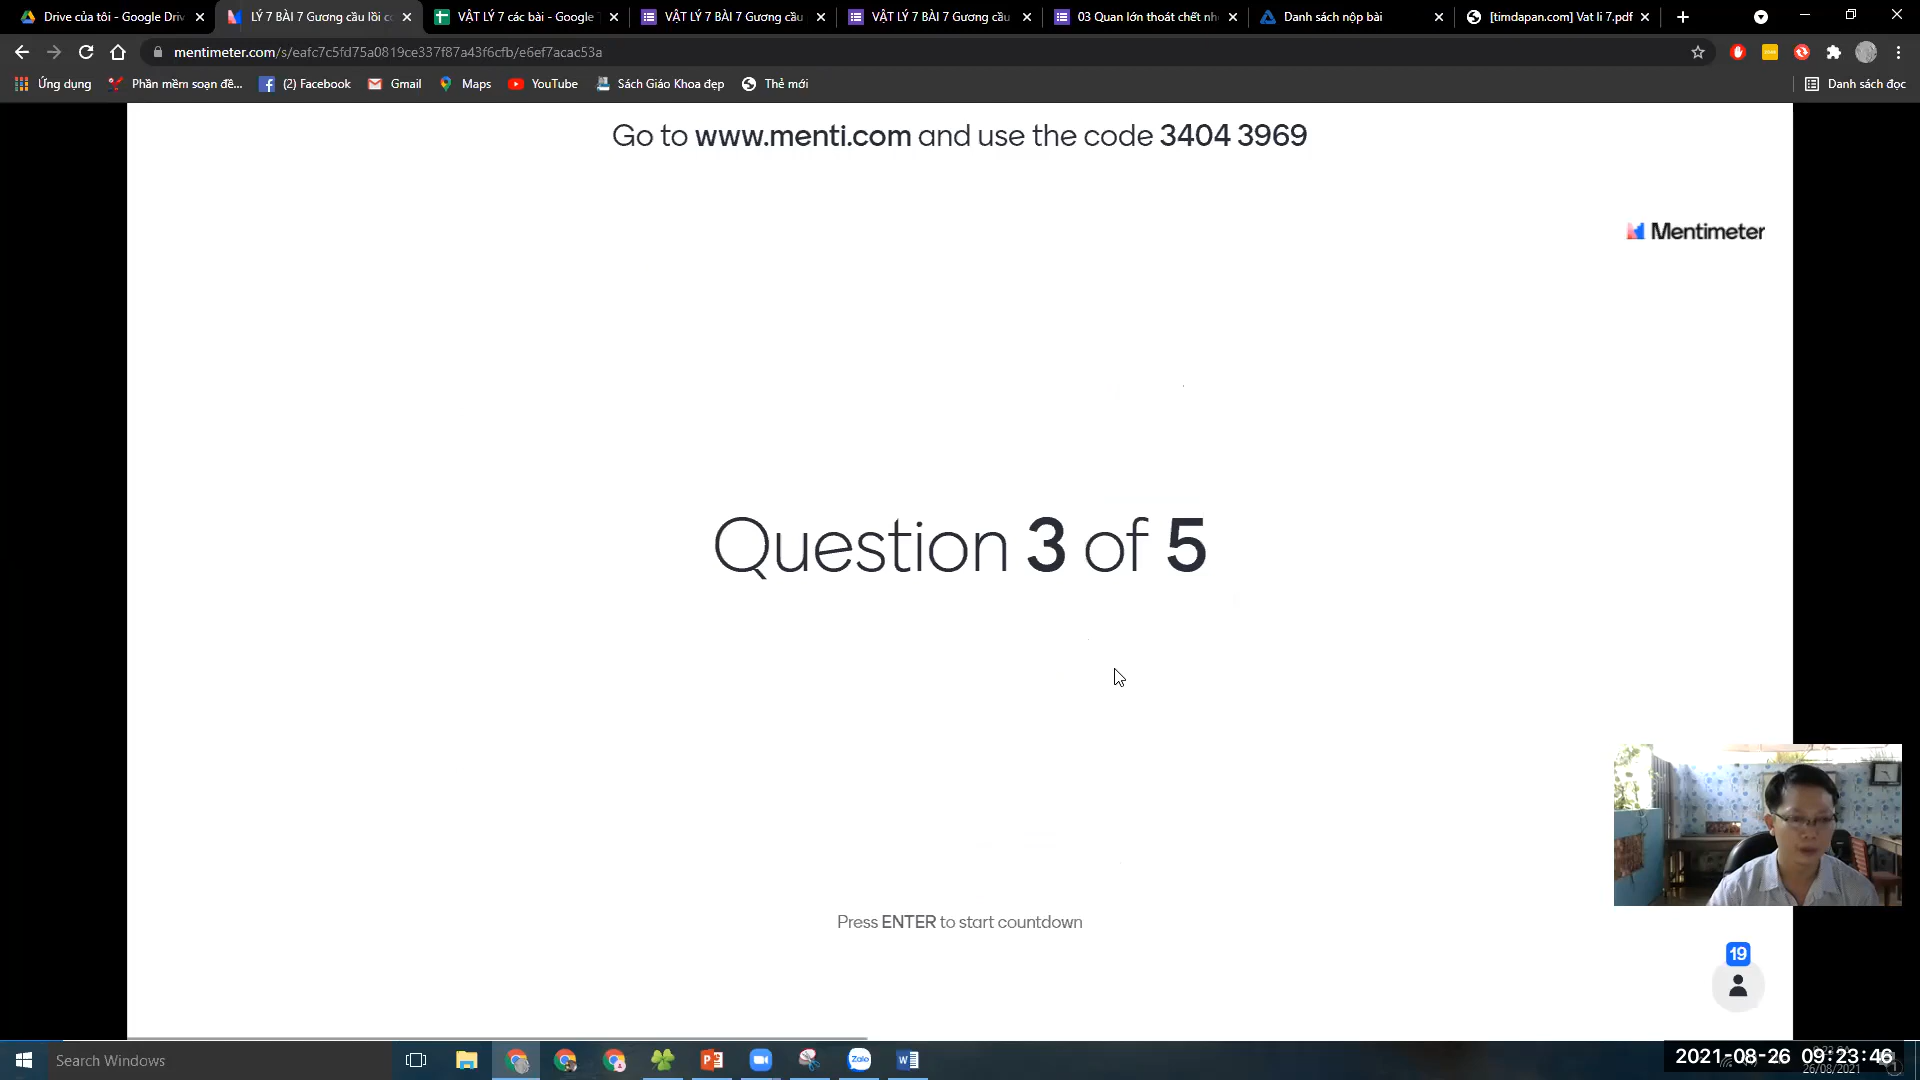 Drive của tôi - Google Driv
LÝ 7 BÀI 7 Gương cầu lồi c
VẬT LÝ 7 các bài - Google T
VẬT LÝ 7 BÀI 7 Gương cầu
VẬT LÝ 7 BÀI 7 Gương cầu
03 Quan lớn thoát chết nh
Danh sách nộp bài
[timdapan.com] Vat li 7.pdf
mentimeter.com/s/eafc7c5fd75a0819ce337f87a43f6cfb/e6ef7acac53a
Ứng dụng
Phần mềm soạn đề...
(2) Facebook
Gmail
Maps
YouTube
Sách Giáo Khoa đẹp
Thẻ mới
Danh sách đọc
Go to www.menti.com and use the code 3404 3969
Mentimeter
Question 3 of 5
Press ENTER to start countdown
19
Search Windows
Zalo
2021-08-26 09:23:46
26/08/2021